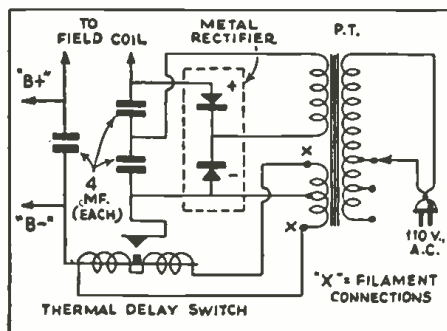 TO
FIELD COIL
METAL
RECTIFIER
P.T.
"B+"
+
4
MF.
(EACH)
-
X
"B-"
X
110 V.,
A.C.
"X" = FILAMENT
CONNECTIONS
THERMAL DELAY SWITCH